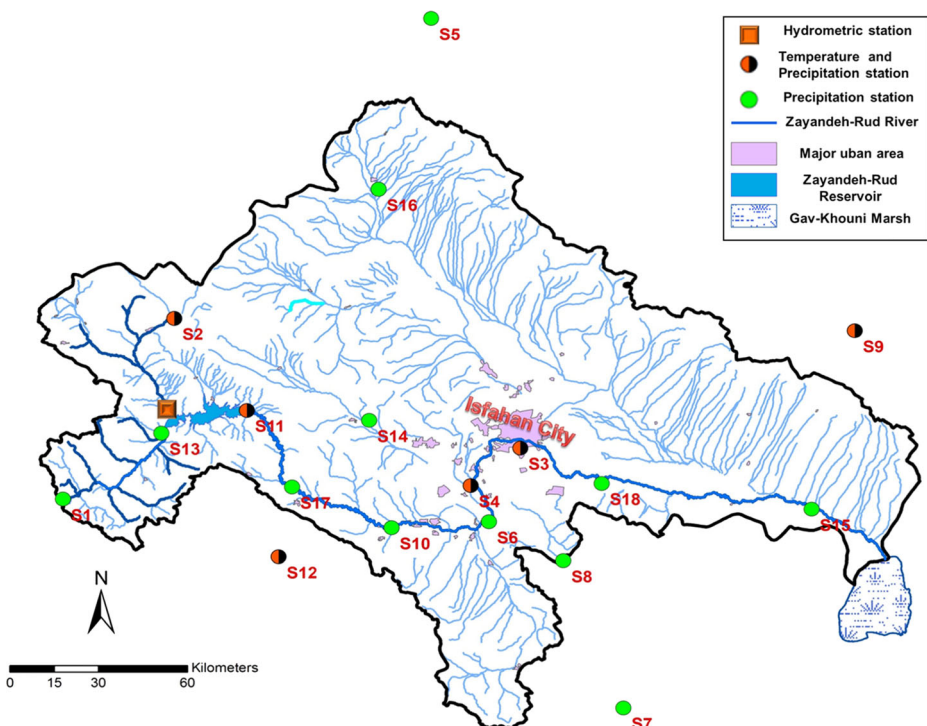 S5
Hydrometric station
Temperature and
Precipitation station
Precipitation station
Zayandeh-Rud River
Major uban area
Zayandeh-Rud
Reservoir
Gav-Khouni Marsh
S16
S2
S9
S11
S14
Isfahan City
S13
S3
S4
S18
S1
S17
S15
S10
S6
S12
S8
N
Kilometers
0 15 30 60
S7